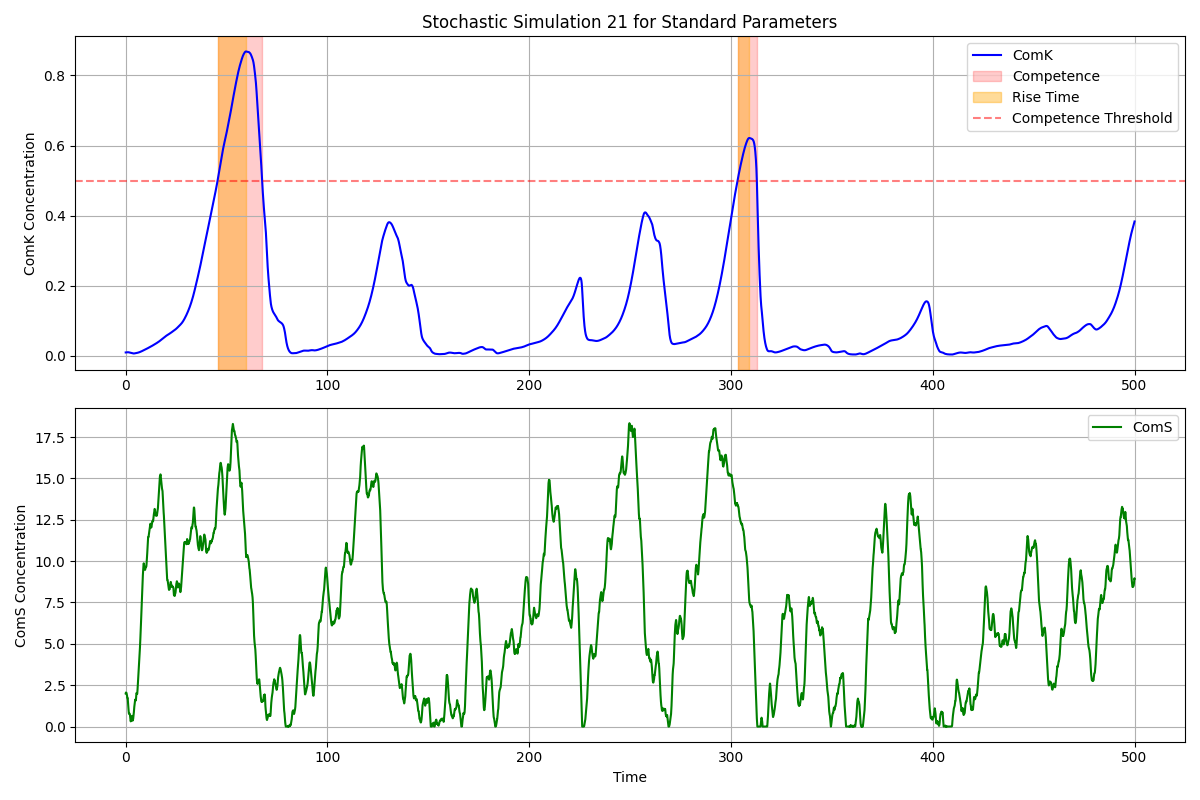 Stochastic Simulation 21 for Standard Parameters
ComK Concentration
0.8
0.6
0.4
0.2
0.0
0 100 200 300 400 500
ComK
Competence
Rise Time
Competence Threshold
ComS Concentration
17.5
15.0
12.5
10.0
7.5
5.0
2.5
0.0
0 100 200 300 400 500
Time
ComS